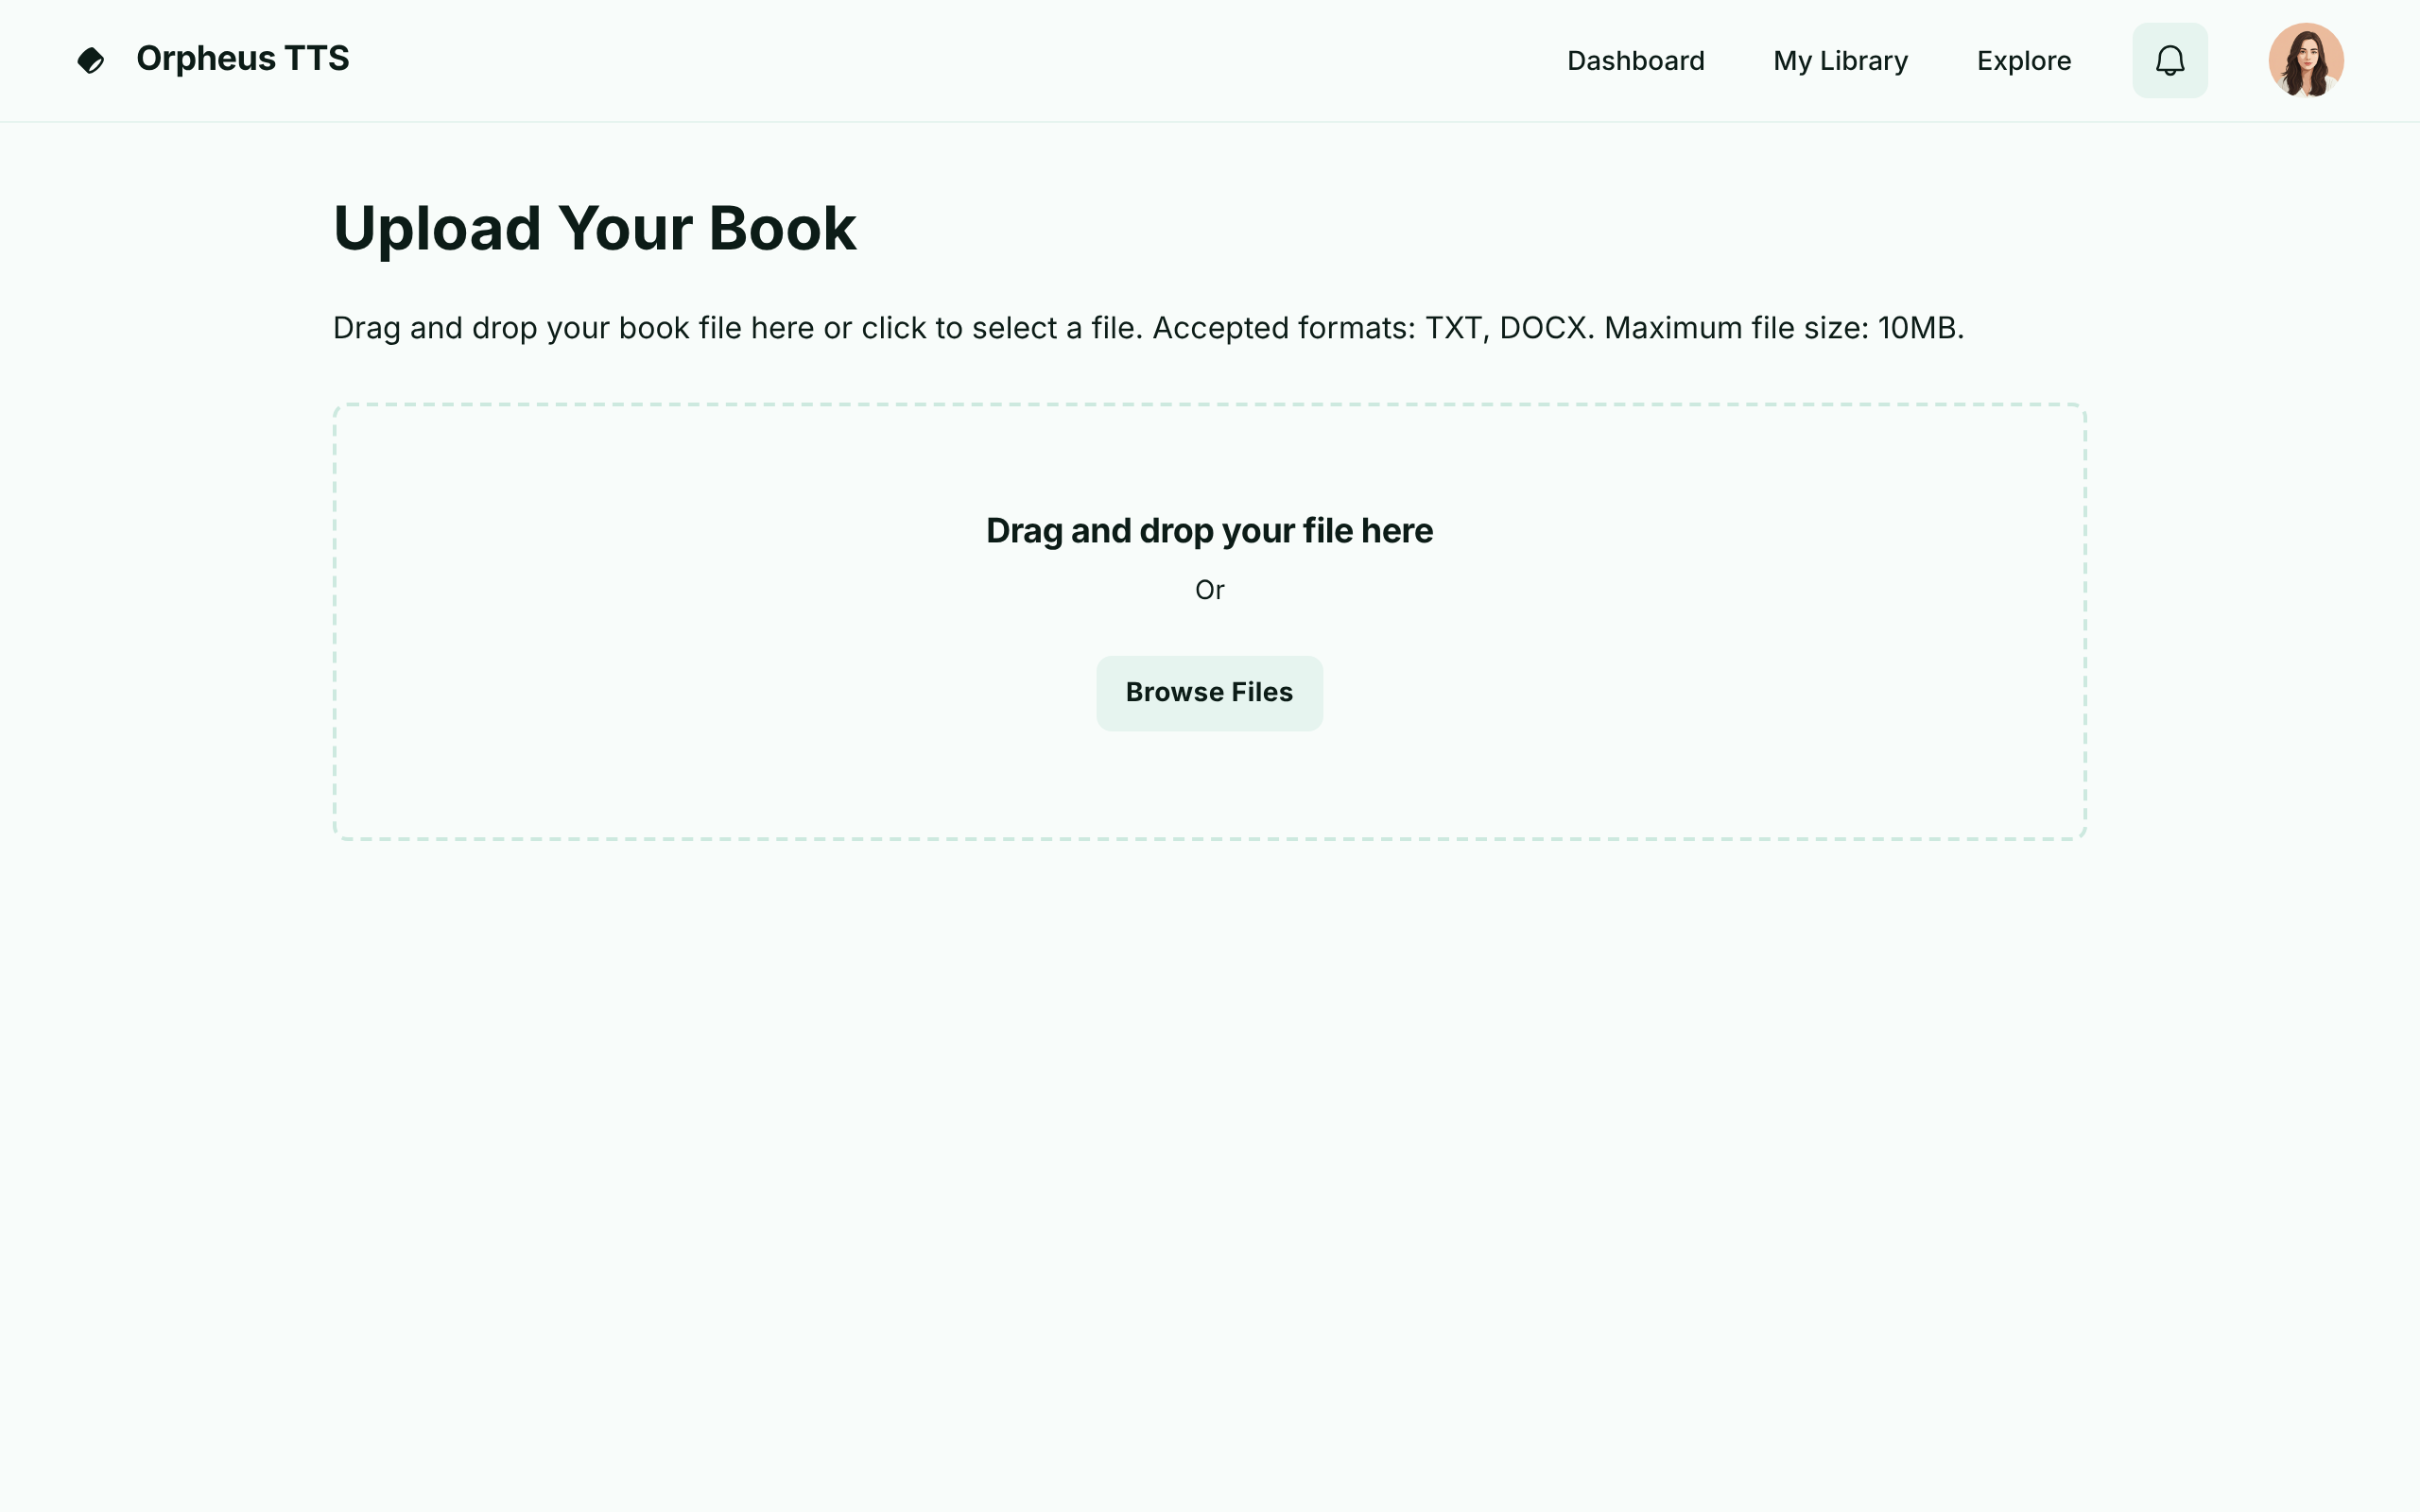 Orpheus TTS
Dashboard
My Library
Explore
Upload Your Book
Drag and drop your book file here or click to select a file. Accepted formats: TXT, DOCX. Maximum file size: 10MB.
Drag and drop your file here
Or
Browse Files